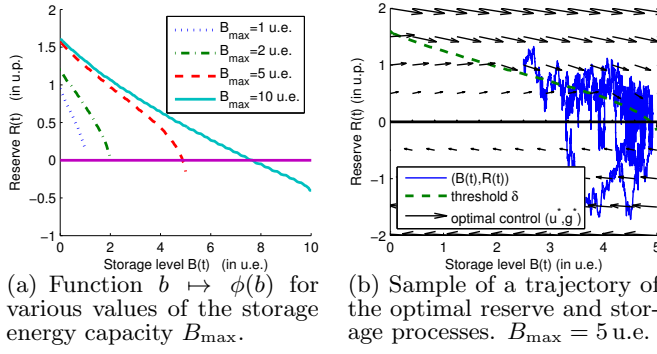 2
1.5
1
0.5
0
−0.5
−1
0
2
4
6
8
10
Reserve R(t) (in u.p.)
Storage level B(t) (in u.e.)
B_max=1 u.e.
B_max=2 u.e.
B_max=5 u.e.
B_max=10 u.e.
(a) Function b ↦ ϕ(b) for
various values of the storage
energy capacity B_max.
2
1
0
−1
−2
0
1
2
3
4
5
Reserve R(t) (in u.p.)
Storage level B(t) (in u.e.)
(B(t),R(t))
threshold δ
optimal control (u*,g*)
(b) Sample of a trajectory of
the optimal reserve and stor-
age processes. B_max = 5 u.e.